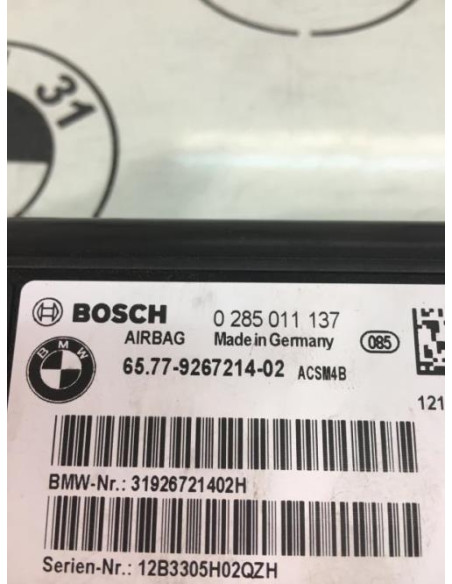 31
BOSCH 0 285 011 137
AIRBAG Made in Germany 085
BMW 65.77-9267214-02 ACSM4B
121
BMW-Nr.: 31926721402H
Serien-Nr.: 12B3305H02QZH